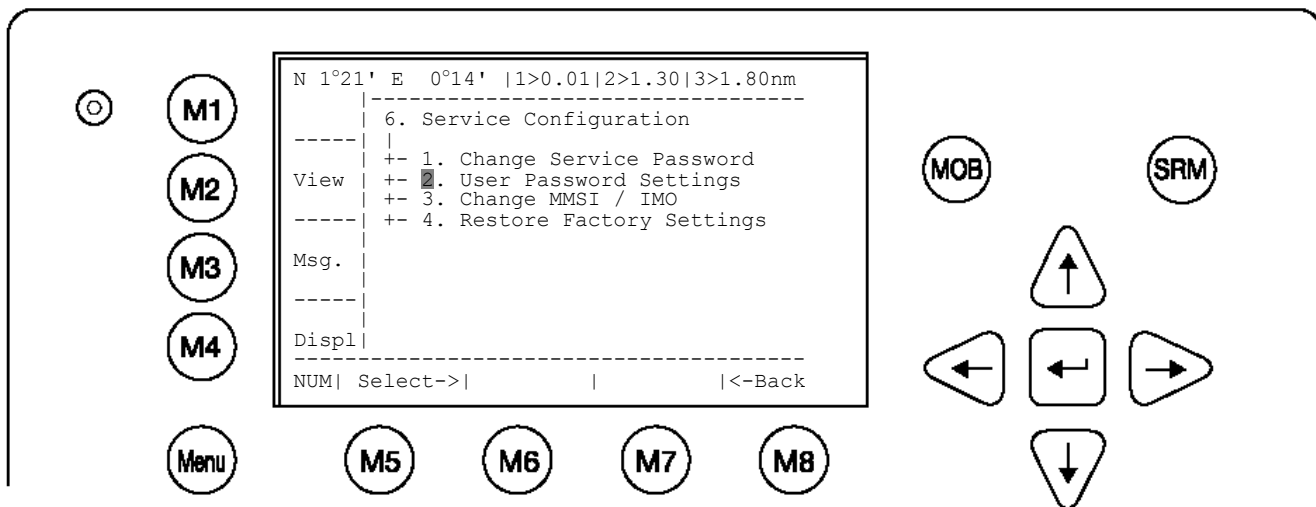 N 1°21' E 0°14' |1>0.01|2>1.30|3>1.80nm
6. Service Configuration
+- 1. Change Service Password
View | +- 2. User Password Settings
+- 3. Change MMSI / IMO
+- 4. Restore Factory Settings
Msg.
Displ|
NUM| Select->| | |<-Back
M1
M2
M3
M4
Menu
M5
M6
M7
M8
MOB
SRM